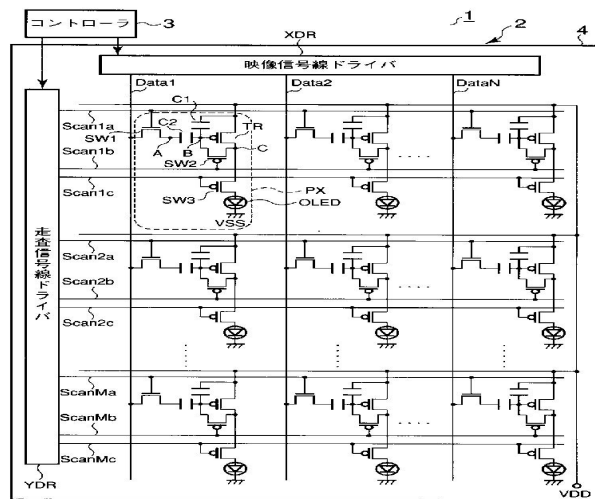 コントローラ 3
1
2
4
XDR
映像信号線ドライバ
Data1 Data2 DataN
C1
Scan1a
C2
TR
SW1
Scan1b
A B C
SW2
Scan1c
SW3
PX
OLED
VSS
走査信号線ドライバ
Scan2a
Scan2b
Scan2c
ScanMa
ScanMb
ScanMc
YDR
VDD